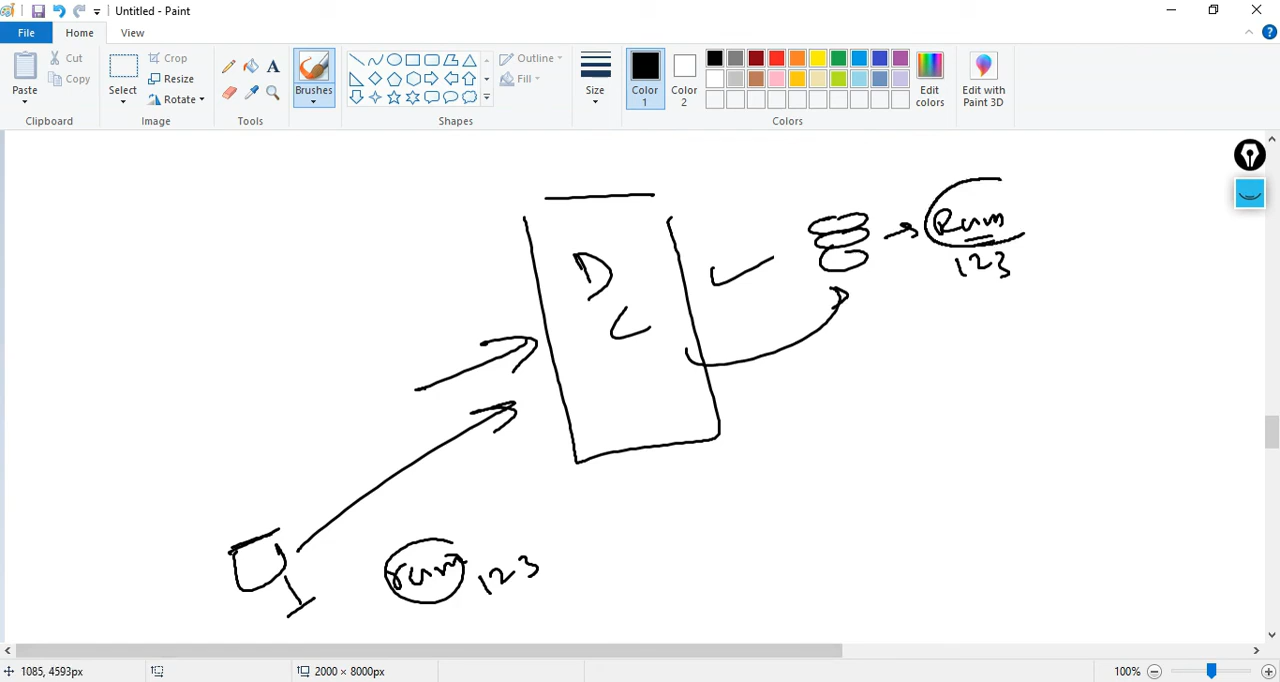 Untitled - Paint
File
Home
View
Paste
Cut
Copy
Clipboard
Select
Crop
Resize
Rotate
Image
A
Tools
Brushes
Shapes
Outline
Fill
Size
Color 1
Color 2
Colors
Edit colors
Edit with Paint 3D
D
C
Ram
123
ram 123
1085, 4593px
2000 × 8000px
100%